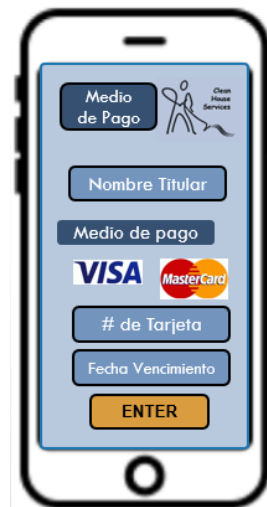 Medio
de Pago
Clean
House
Services
Nombre Titular
Medio de pago
VISA
MasterCard
# de Tarjeta
Fecha Vencimiento
ENTER